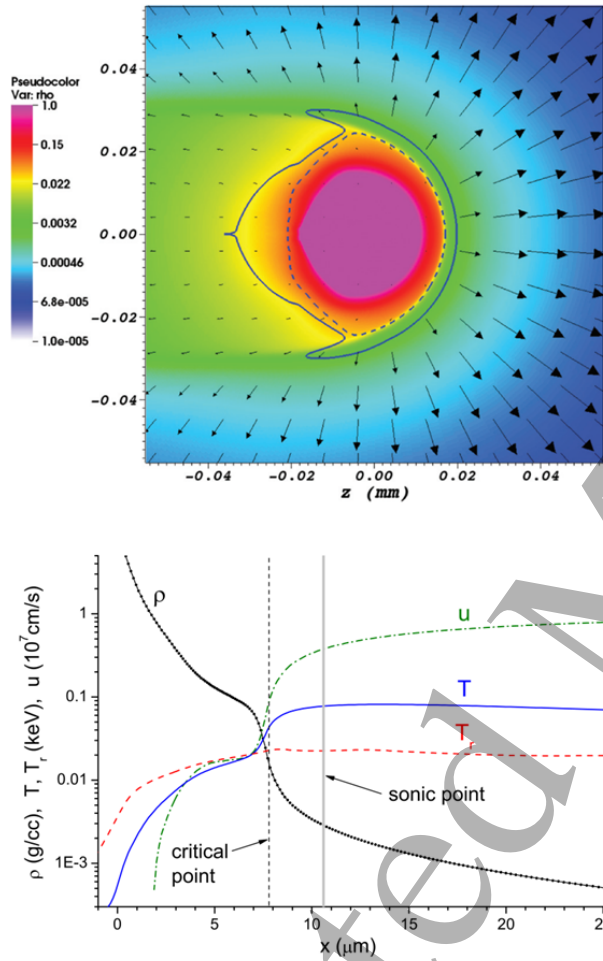 Pseudocolor
Var: rho
1.0
0.15
0.022
0.0032
0.00046
6.8e-005
1.0e-005
0.04
0.02
0.00
-0.02
-0.04
-0.04 -0.02 0.00 0.02 0.04
z (mm)
ρ (g/cc), T, Tr (keV), u (10⁷cm/s)
1
0.1
0.01
1E-3
ρ
u
T
Tr
sonic point
critical
point
0 5 10 15 20 25
x (μm)